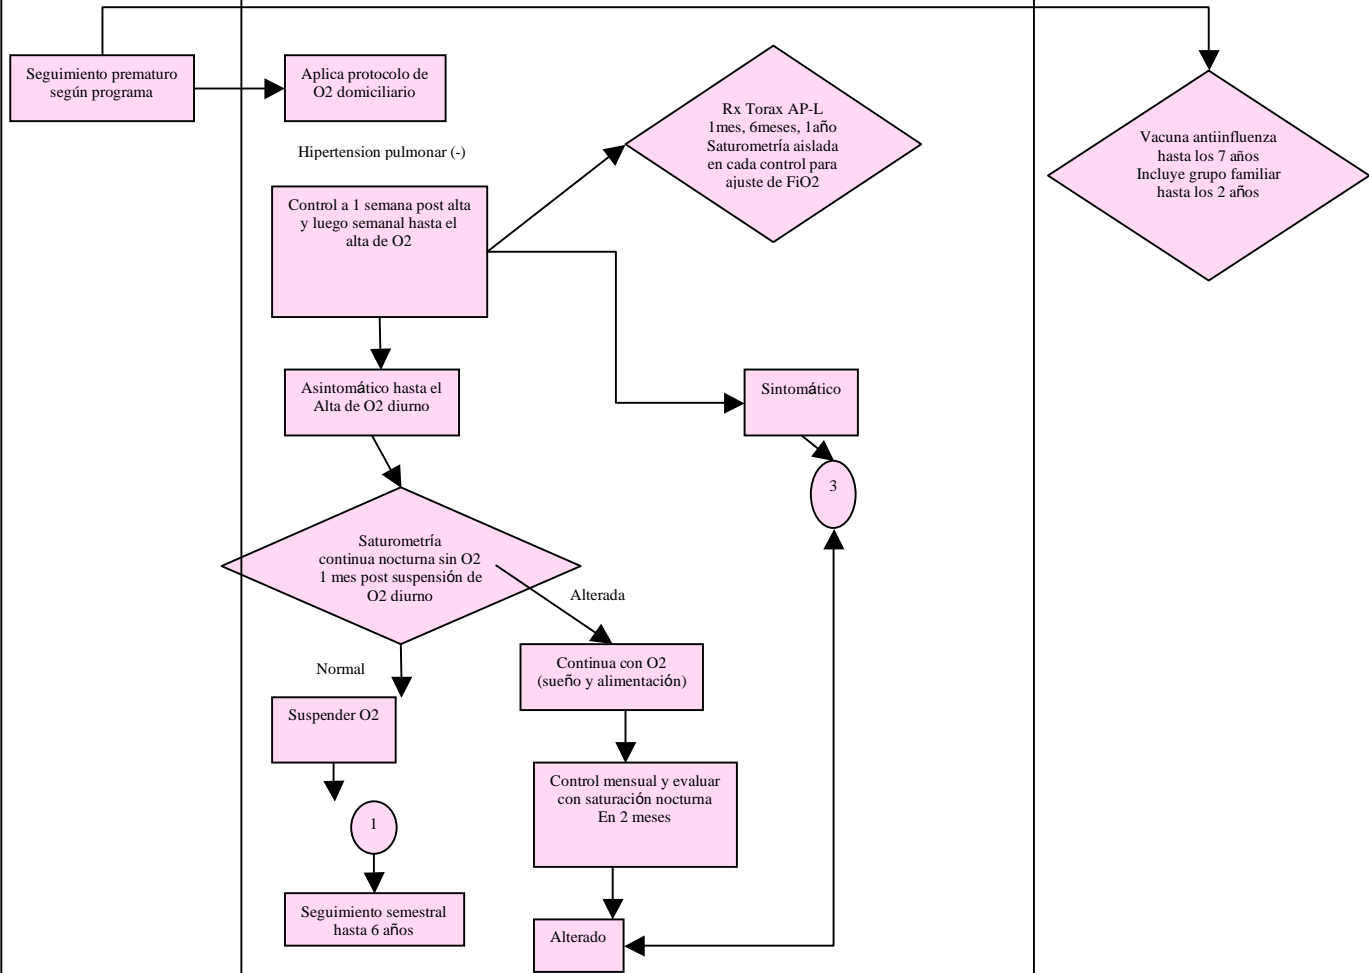 Seguimiento prematuro
según programa
Aplica protocolo de
O2 domiciliario
Hipertension pulmonar (-)
Rx Torax AP-L
1mes, 6meses, 1año
Saturometría aislada
en cada control para
ajuste de FiO2
Vacuna antiinfluenza
hasta los 7 años
Incluye grupo familiar
hasta los 2 años
Control a 1 semana post alta
y luego semanal hasta el
alta de O2
Asintomático hasta el
Alta de O2 diurno
Sintomático
3
Saturometría
continua nocturna sin O2
1 mes post suspensión de
O2 diurno
Alterada
Normal
Continua con O2
(sueño y alimentación)
Suspender O2
Control mensual y evaluar
con saturación nocturna
En 2 meses
1
Seguimiento semestral
hasta 6 años
Alterado